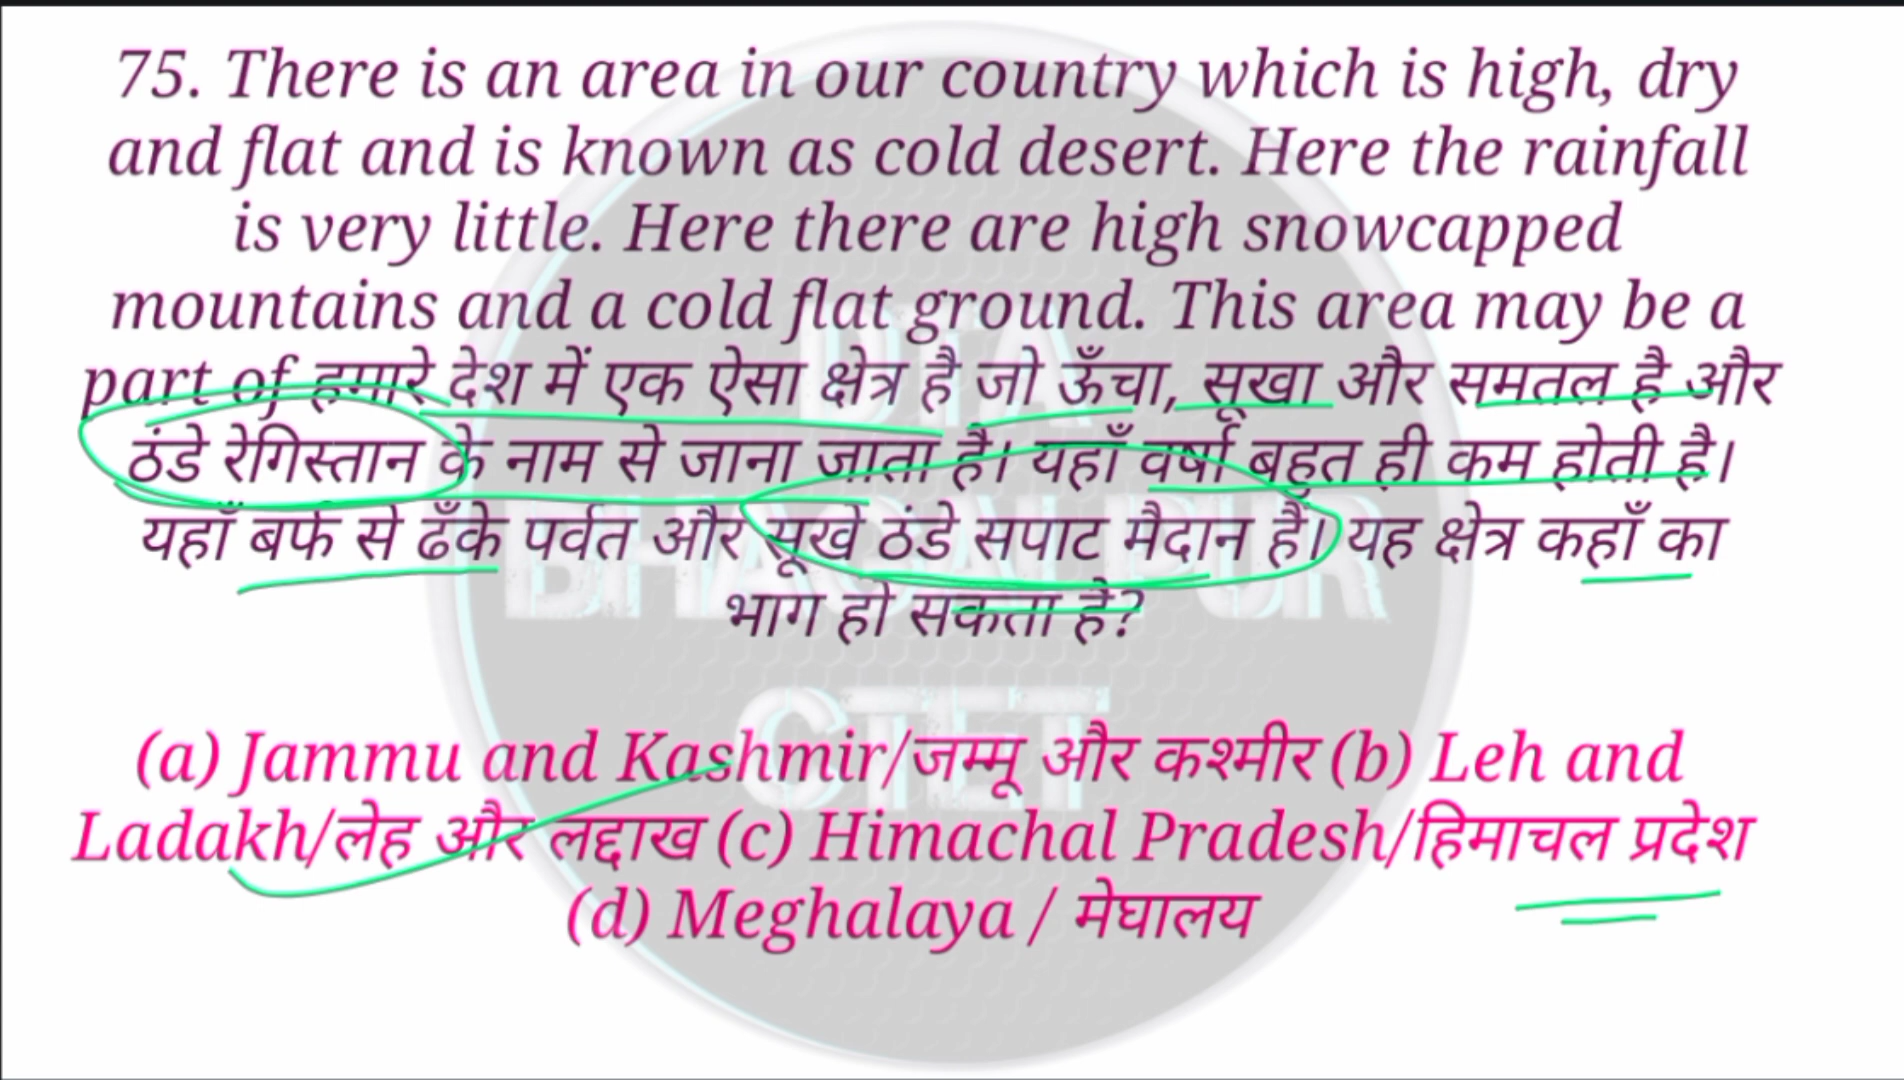 75. There is an area in our country which is high, dry
and flat and is known as cold desert. Here the rainfall
is very little. Here there are high snowcapped
mountains and a cold flat ground. This area may be a
part of हमारे देश में एक ऐसा क्षेत्र है जो ऊँचा, सूखा और समतल है और
ठंडे रेगिस्तान के नाम से जाना जाता है। यहाँ वर्षा बहुत ही कम होती है।
यहाँ बर्फ से ढँके पर्वत और सूखे ठंडे सपाट मैदान हैं। यह क्षेत्र कहाँ का
भाग हो सकता है?
(a) Jammu and Kashmir/जम्मू और कश्मीर (b) Leh and
Ladakh/लेह और लद्दाख (c) Himachal Pradesh/हिमाचल प्रदेश
(d) Meghalaya / मेघालय
DTA
BHAGALPUR
CTET